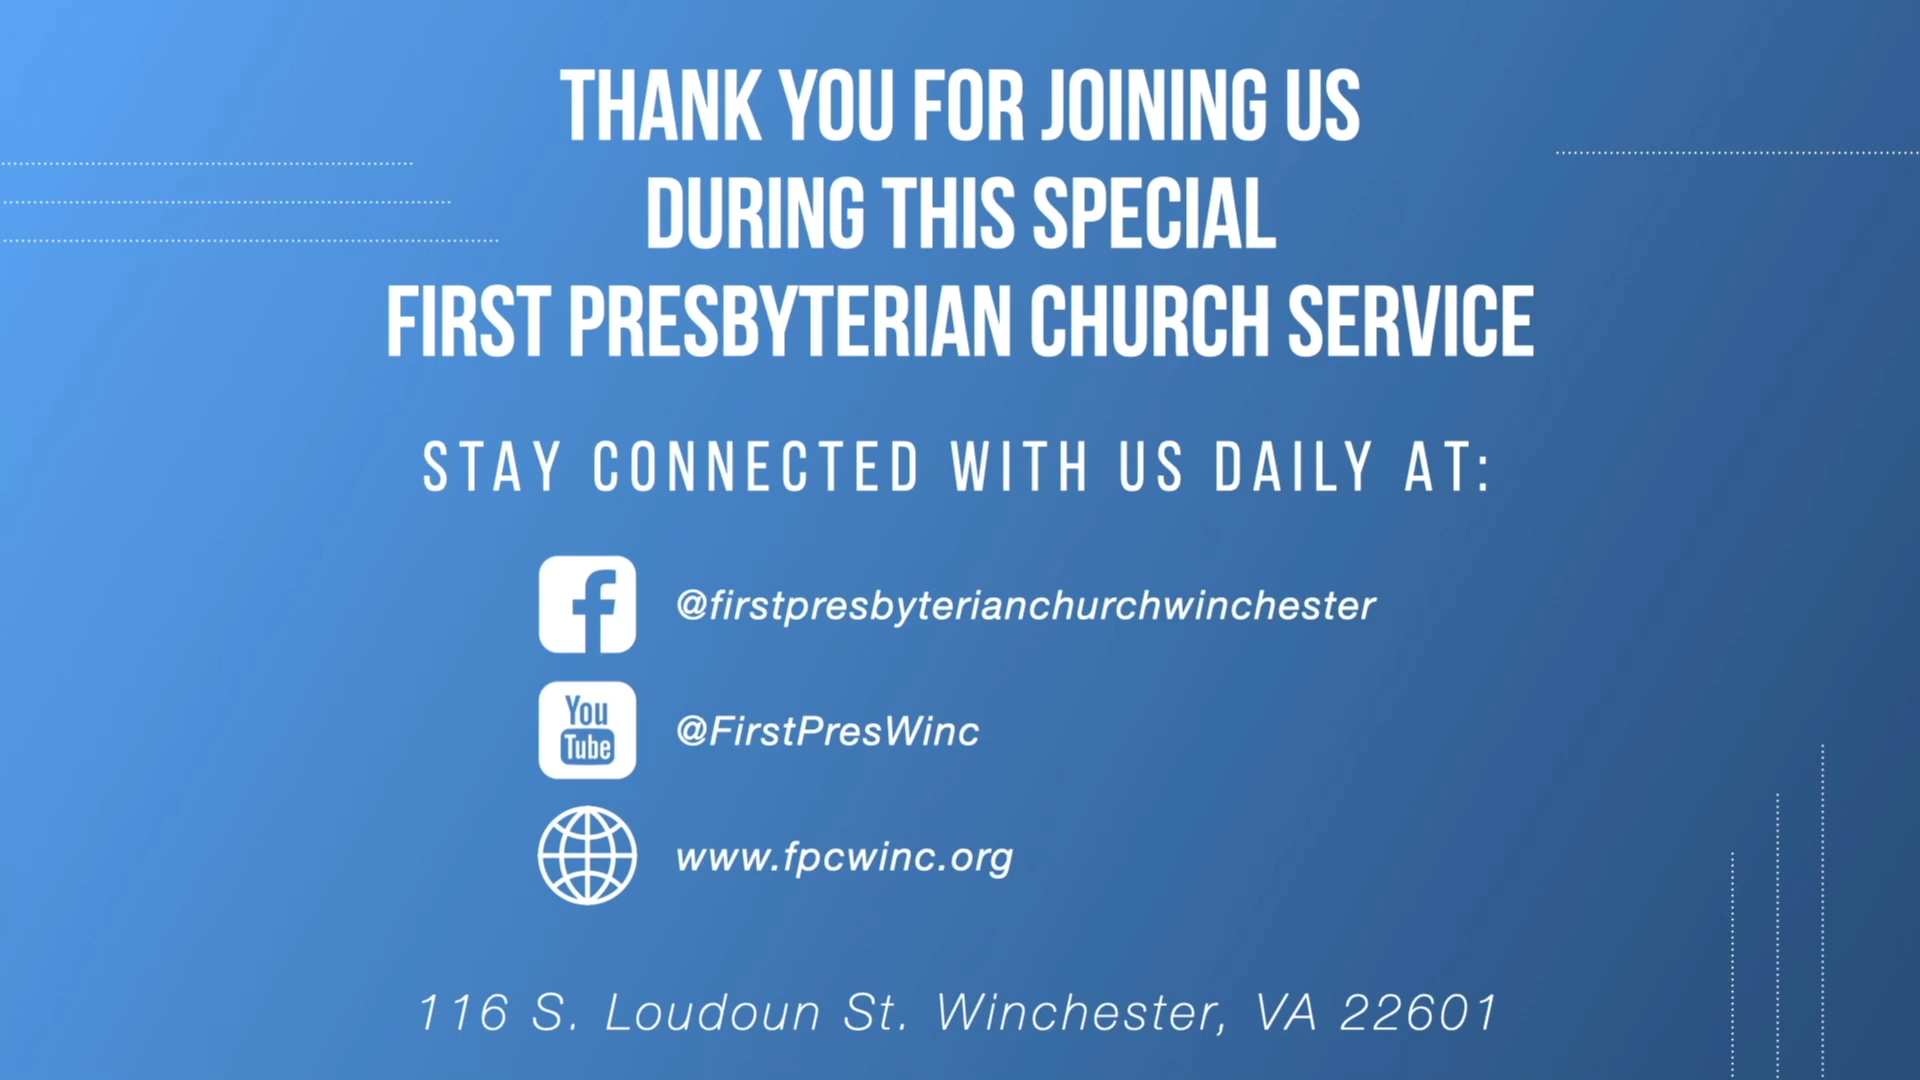 THANK YOU FOR JOINING US
DURING THIS SPECIAL
FIRST PRESBYTERIAN CHURCH SERVICE
STAY CONNECTED WITH US DAILY AT:
@firstpresbyterianchurchwinchester
You
Tube
@FirstPresWinc
www.fpcwinc.org
116 S. Loudoun St. Winchester, VA 22601